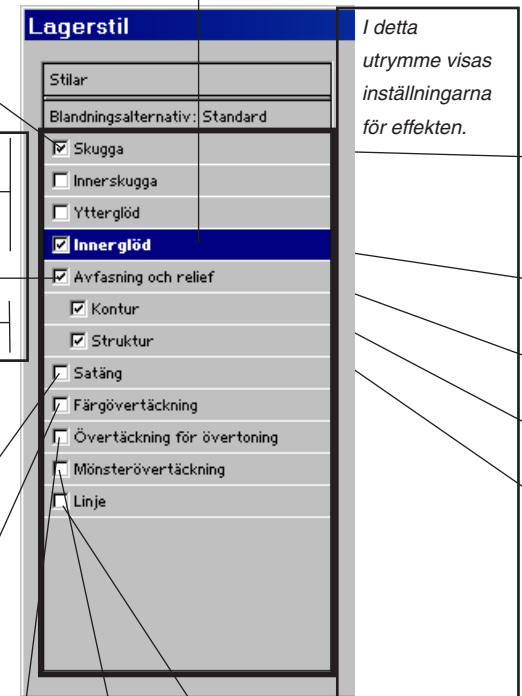 Lagerstil
Stilar
Blandningsalternativ: Standard
Skugga
Innerskugga
Ytterglöd
Innerglöd
Avfasning och relief
Kontur
Struktur
Satäng
Färgövertäckning
Övertäckning för övertoning
Mönsterövertäckning
Linje
I detta
utrymme visas
inställningarna
för effekten.